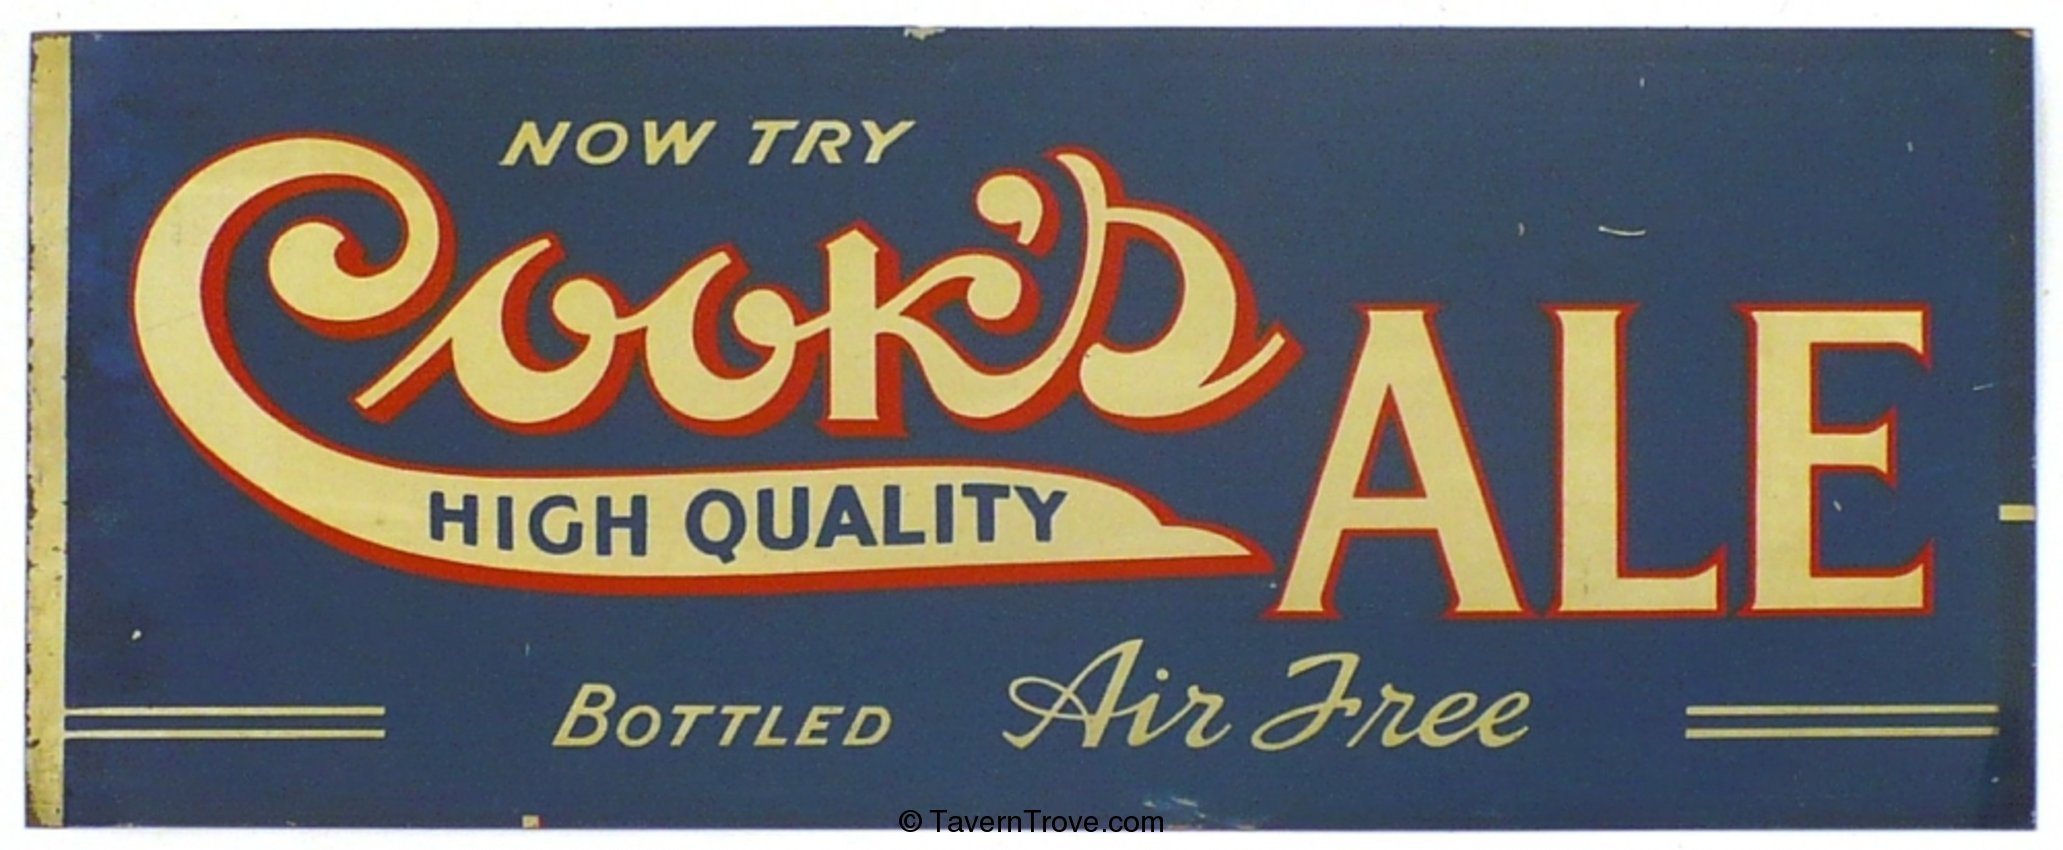 NOW TRY
Cook's ALE
HIGH QUALITY
BOTTLED Air Free
© TavernTrove.com